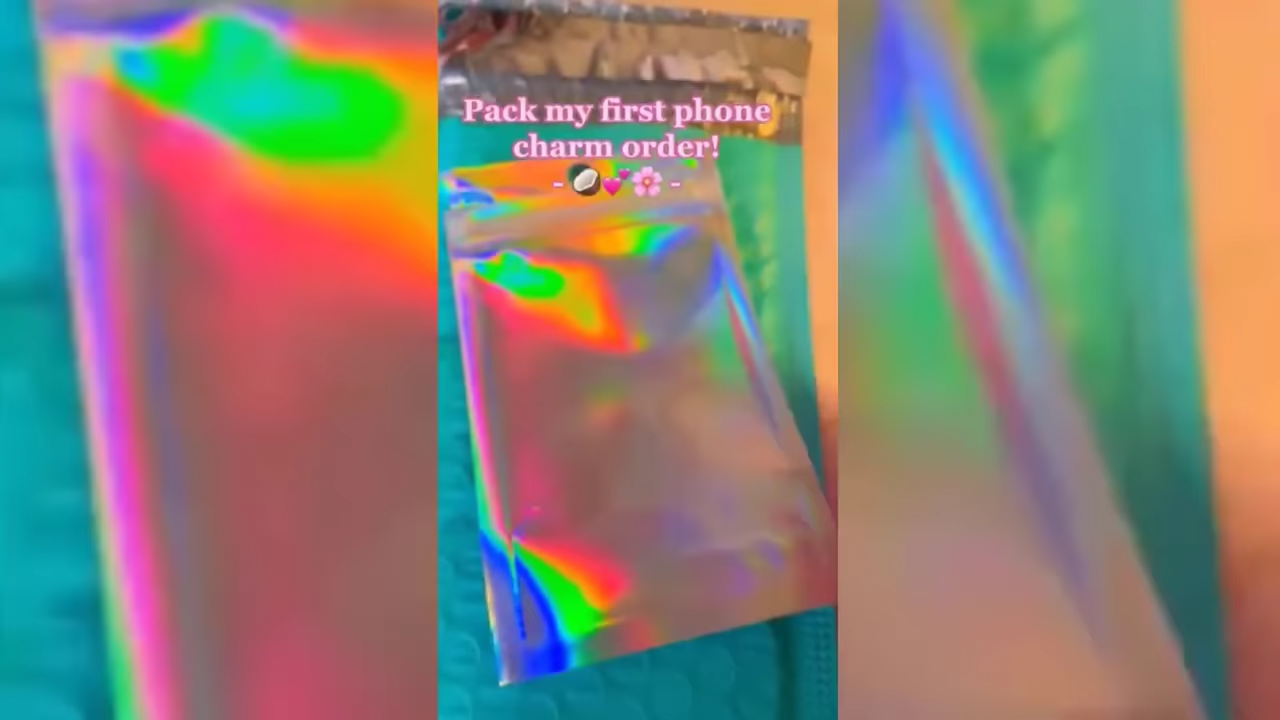 Pack my first phone
charm order!
- 🥥💕🌸 -